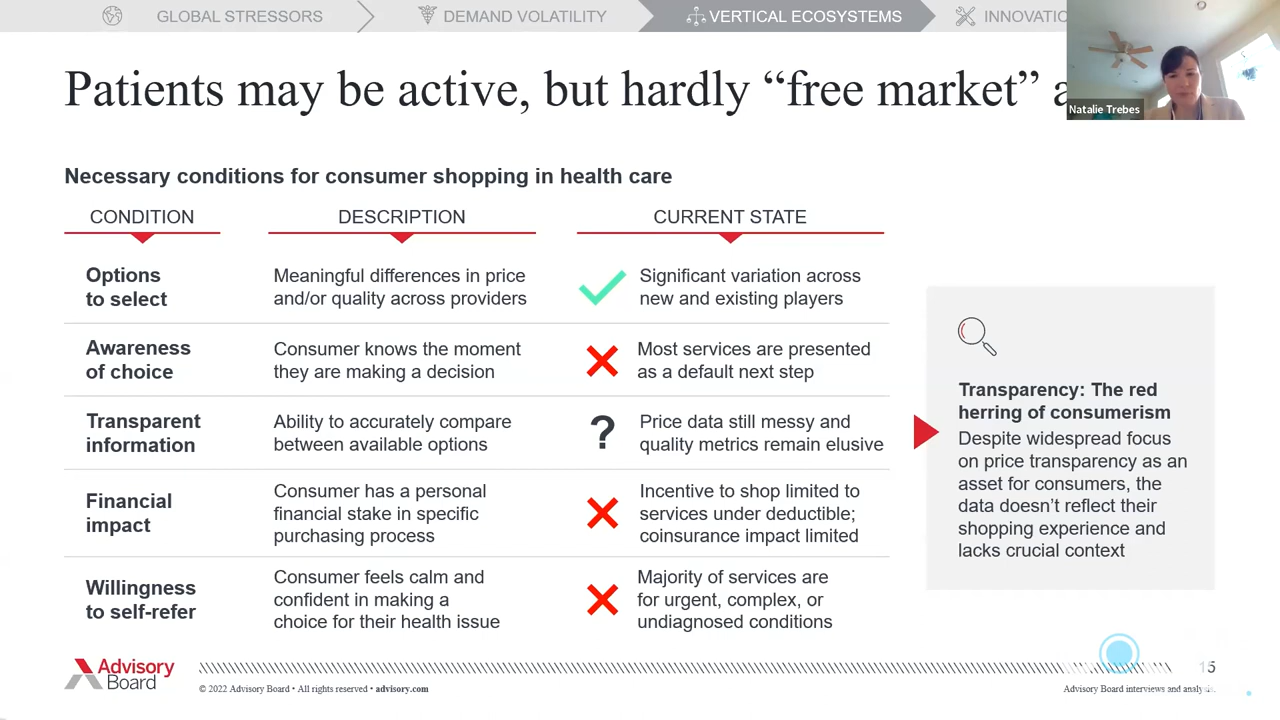 GLOBAL STRESSORS
DEMAND VOLATILITY
VERTICAL ECOSYSTEMS
Patients may be active, but hardly “free market”
Natalie Trebes
Necessary conditions for consumer shopping in health care
CONDITION
DESCRIPTION
CURRENT STATE
Options
to select
Meaningful differences in price
and/or quality across providers
Significant variation across
new and existing players
Awareness
of choice
Consumer knows the moment
they are making a decision
Most services are presented
as a default next step
Transparent
information
Ability to accurately compare
between available options
?
Price data still messy and
quality metrics remain elusive
Financial
impact
Consumer has a personal
financial stake in specific
purchasing process
Incentive to shop limited to
services under deductible;
coinsurance impact limited
Willingness
to self-refer
Consumer feels calm and
confident in making a
choice for their health issue
Majority of services are
for urgent, complex, or
undiagnosed conditions
Transparency: The red
herring of consumerism
Despite widespread focus
on price transparency as an
asset for consumers, the
data doesn’t reflect their
shopping experience and
lacks crucial context
Advisory
Board
© 2022 Advisory Board • All rights reserved • advisory.com
15
Advisory Board interviews and analysis.